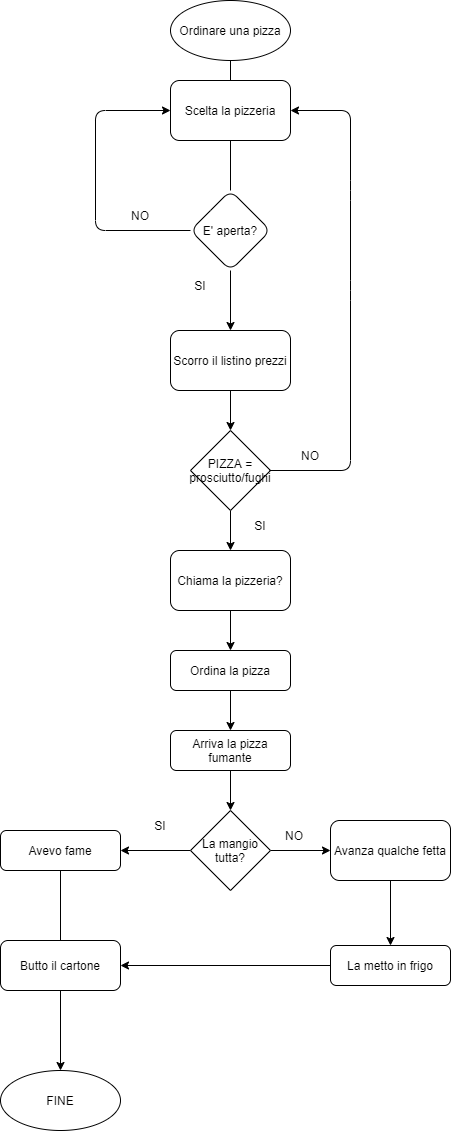 Ordinare una pizza
Scelta la pizzeria
NO
E' aperta?
SI
Scorro il listino prezzi
NO
PIZZA =
prosciutto/fughi
SI
Chiama la pizzeria?
Ordina la pizza
Arriva la pizza
fumante
SI
NO
La mangio
tutta?
Avevo fame
Avanza qualche fetta
Butto il cartone
La metto in frigo
FINE